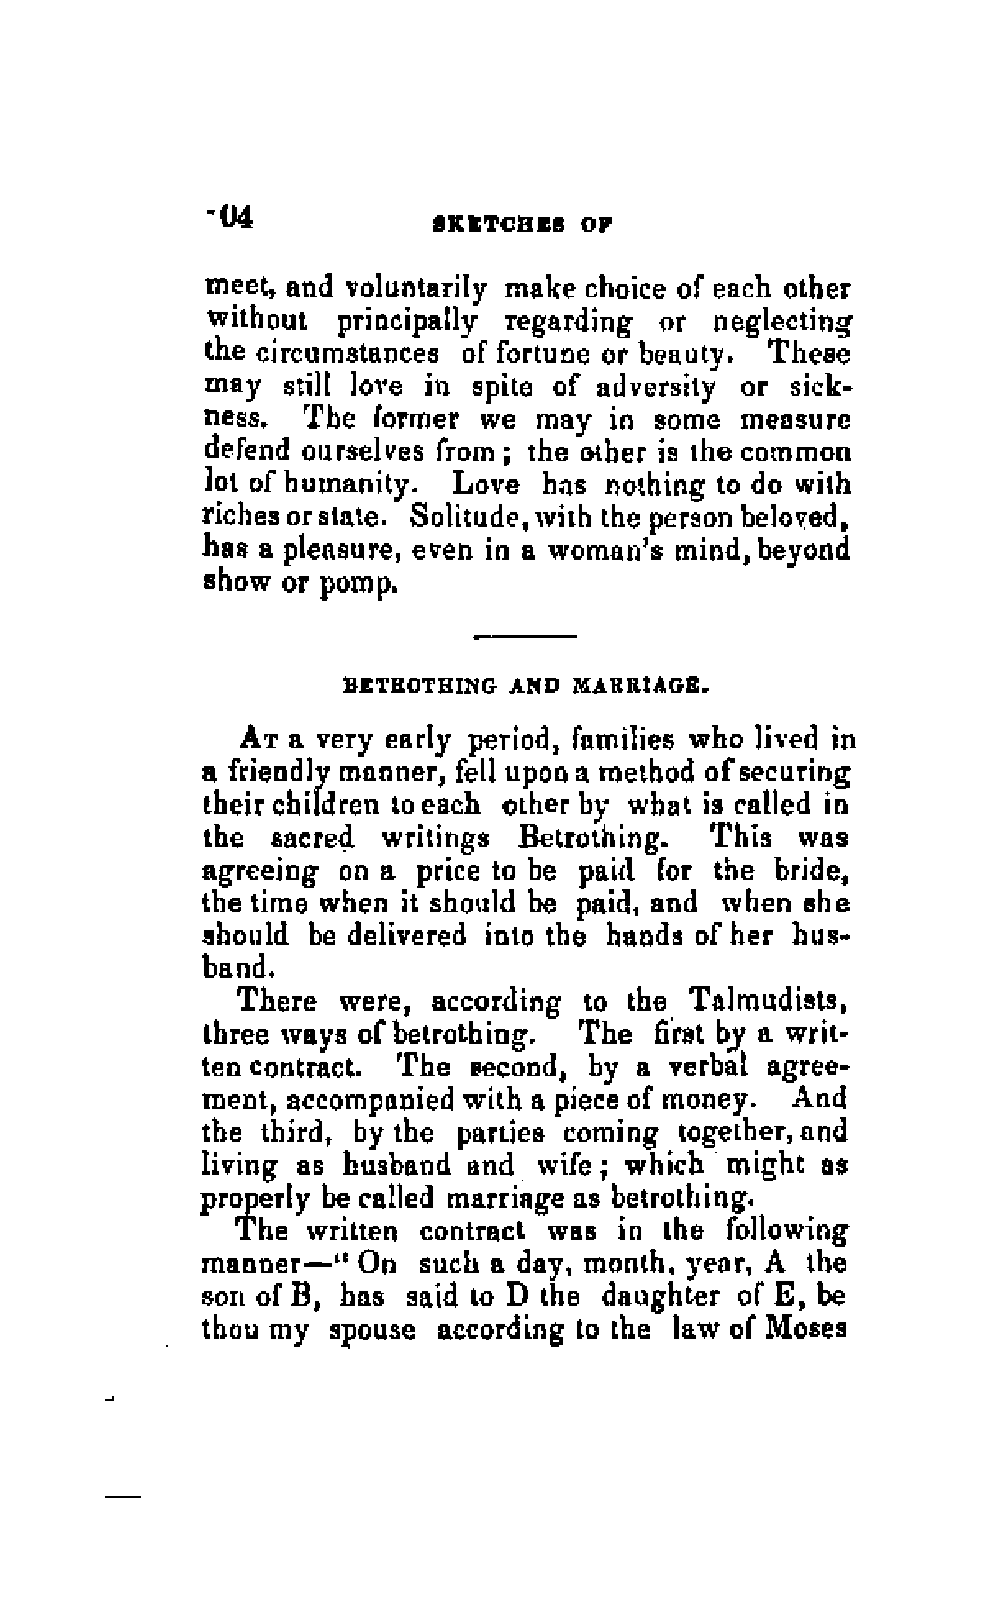 04 SKETCHES OF
meet, and voluntarily make choice of each other
without principally regarding or neglecting
the circumstances of fortune or beauty. These
may still love in spite of adversity or sick-
ness. The former we may in some measure
defend ourselves from; the other is the common
lot of humanity. Love has nothing to do with
riches or state. Solitude, with the person beloved,
has a pleasure, even in a woman's mind, beyond
show or pomp.
BETROTHING AND MARRIAGE.
AT a very early period, families who lived in
a friendly manner, fell upon a method of securing
their children to each other by what is called in
the sacred writings Betrothing. This was
agreeing on a price to be paid for the bride,
the time when it should be paid, and when she
should be delivered into the hands of her hus-
band.
There were, according to the Talmudists,
three ways of betrothing. The first by a writ-
ten contract. The second, by a verbal agree-
ment, accompanied with a piece of money. And
the third, by the parties coming together, and
living as husband and wife; which might as
properly be called marriage as betrothing.
The written contract was in the following
manner—" On such a day, month, year, A the
son of B, has said to D the daughter of E, be
thou my spouse according to the law of Moses